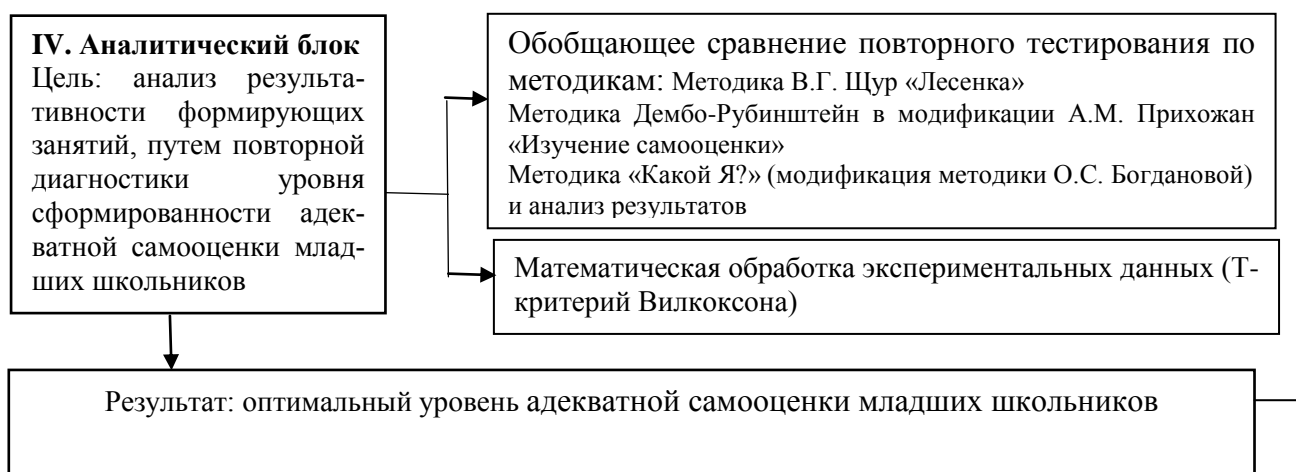 IV. Аналитический блок
Цель: анализ результа-
тивности формирующих
занятий, путем повторной
диагностики уровня
сформированности адек-
ватной самооценки млад-
ших школьников
Обобщающее сравнение повторного тестирования по
методикам: Методика В.Г. Щур «Лесенка»
Методика Дембо-Рубинштейн в модификации А.М. Прихожан
«Изучение самооценки»
Методика «Какой Я?» (модификация методики О.С. Богдановой)
и анализ результатов
Математическая обработка экспериментальных данных (Т-
критерий Вилкоксона)
Результат: оптимальный уровень адекватной самооценки младших школьников